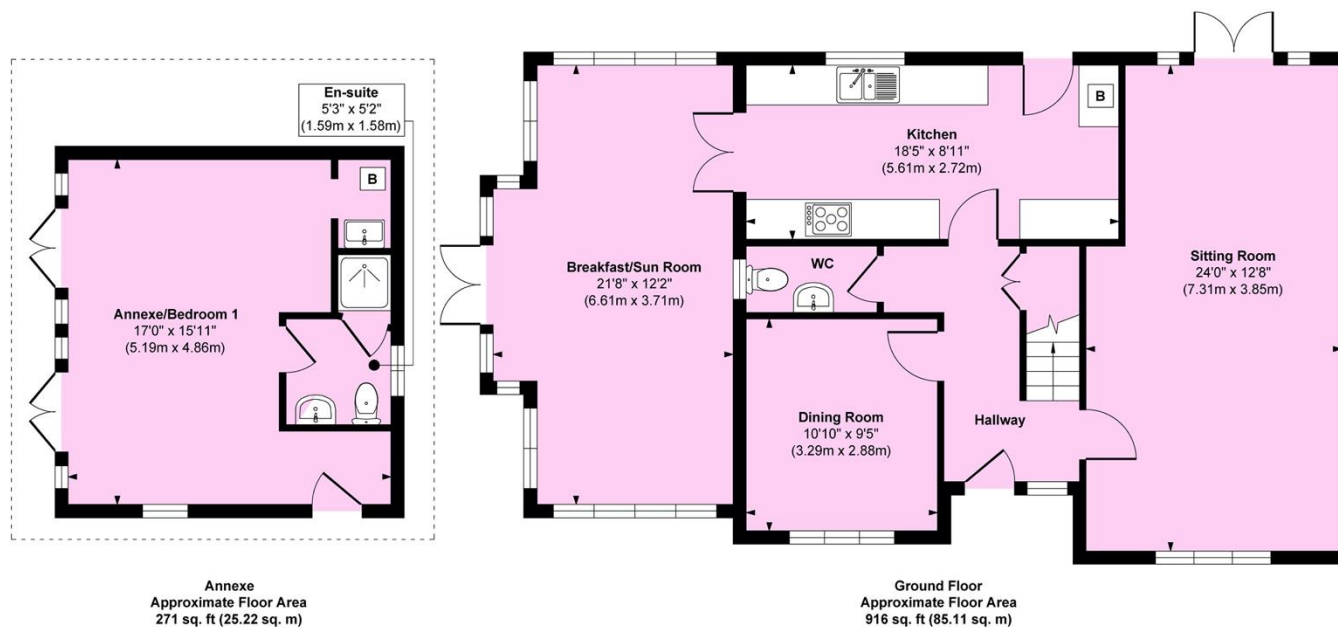 En-suite
5'3" x 5'2"
(1.59m x 1.58m)
B
Annexe/Bedroom 1
17'0" x 15'11"
(5.19m x 4.86m)
Annexe
Approximate Floor Area
271 sq. ft (25.22 sq. m)
Kitchen
18'5" x 8'11"
(5.61m x 2.72m)
B
Breakfast/Sun Room
21'8" x 12'2"
(6.61m x 3.71m)
WC
Sitting Room
24'0" x 12'8"
(7.31m x 3.85m)
Dining Room
10'10" x 9'5"
(3.29m x 2.88m)
Hallway
Ground Floor
Approximate Floor Area
916 sq. ft (85.11 sq. m)